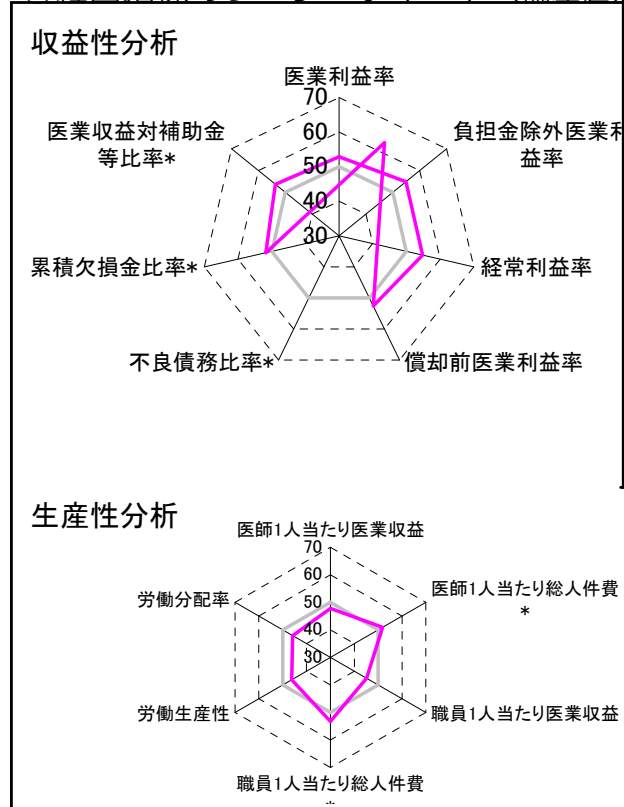 収益性分析
医業利益率
70
60
50
40
30
医業収益対補助金
等比率*
負担金除外医業利
益率
累積欠損金比率*
経常利益率
不良債務比率*
償却前医業利益率
生産性分析
医師1人当たり医業収益
70
60
50
40
30
労働分配率
医師1人当たり総人件費
*
労働生産性
職員1人当たり医業収益
職員1人当たり総人件費
*